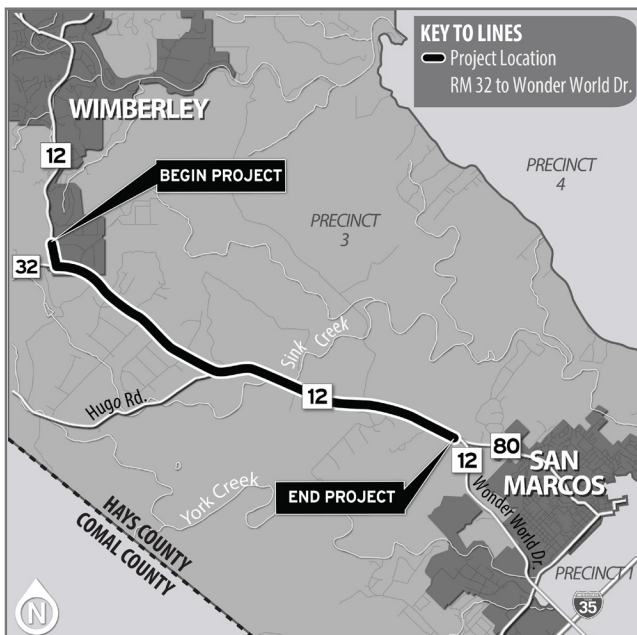 KEY TO LINES
Project Location
RM 32 to Wonder World Dr.
WIMBERLEY
12
BEGIN PROJECT
PRECINCT
4
PRECINCT
3
32
Sink Creek
Hugo Rd.
12
80
12
SAN
MARCOS
END PROJECT
York Creek
Wonder World Dr.
HAYS COUNTY
COMAL COUNTY
PRECINCT 1
35
N